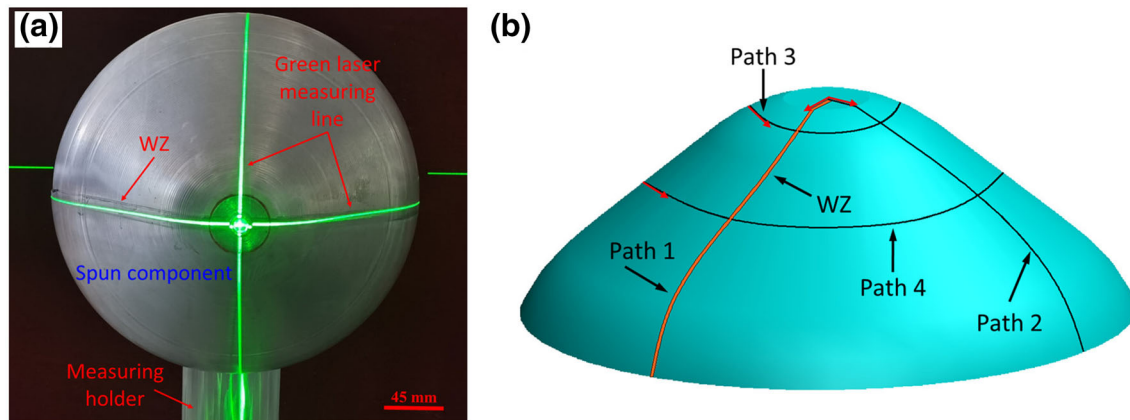 (a)
Green laser
measuring
line
WZ
Spun component
Measuring
holder
45 mm
(b)
Path 3
WZ
Path 1
Path 4
Path 2